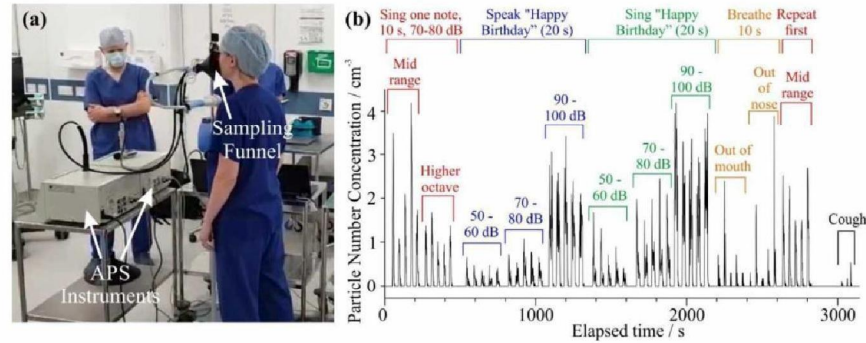 (a)
Sampling
Funnel
APS
Instruments
(b)
Sing one note,
10 s, 70-80 dB
Speak "Happy
Birthday" (20 s)
Sing "Happy
Birthday" (20 s)
Breathe
10 s
Repeat
first
Particle Number Concentration / cm-3
4
3
2
1
0
Mid
range
Higher
octave
50 -
60 dB
70 -
80 dB
90 -
100 dB
50 -
60 dB
70 -
80 dB
90 -
100 dB
Out of
mouth
Out of
nose
Mid
range
Cough
0
1000
2000
3000
Elapsed time / s